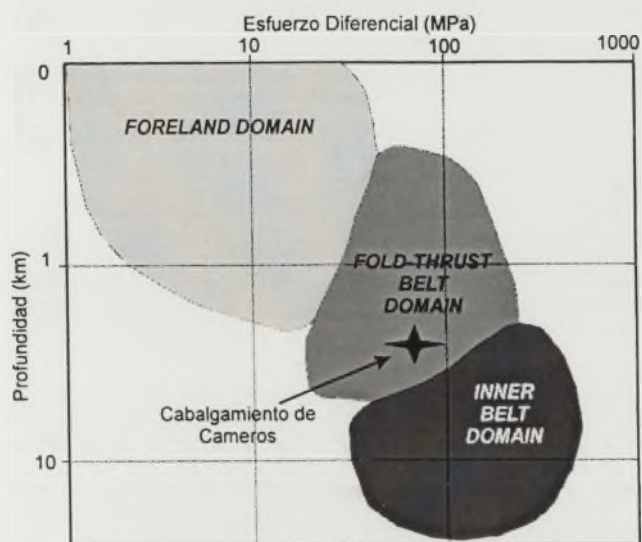 Esfuerzo Diferencial (MPa)
1 10 100 1000
0
FORELAND DOMAIN
1
FOLD-THRUST
BELT
DOMAIN
Profundidad (km)
Cabalgamiento de
Cameros
INNER
BELT
DOMAIN
10